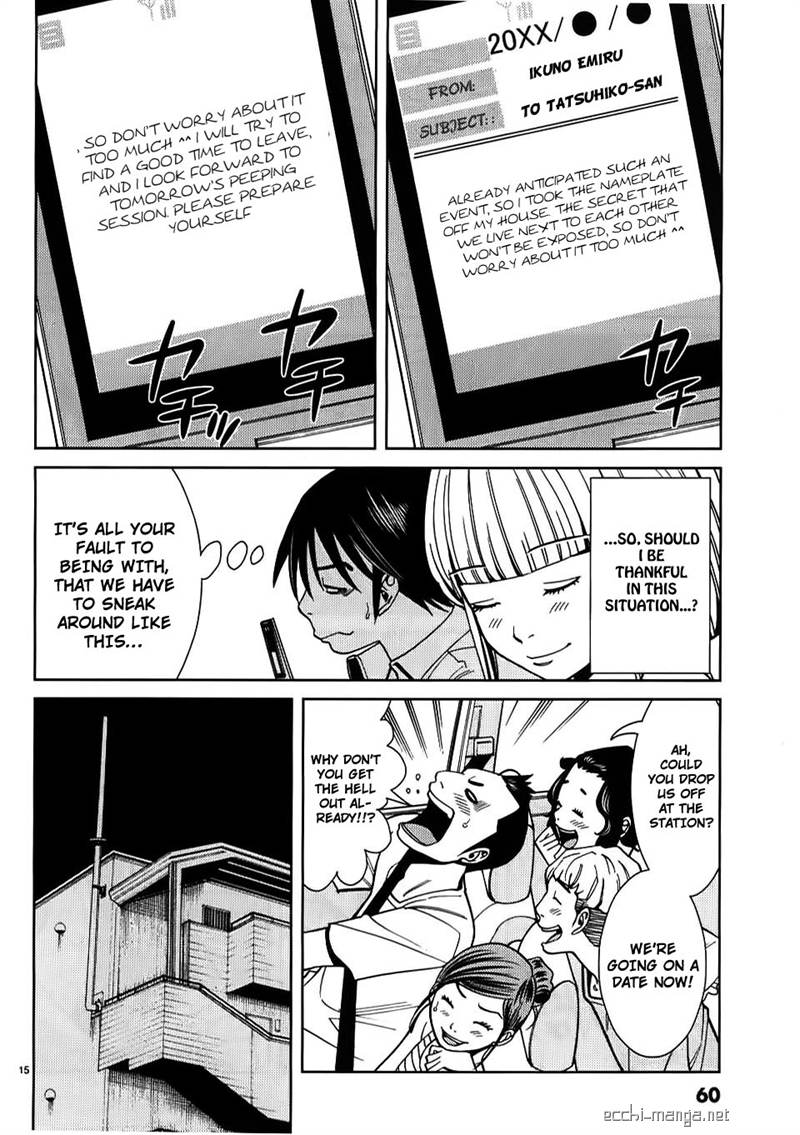 20XX/●/●
IKUNO EMIRU
FROM:
TO TATSUHIKO-SAN
SUBJECT::
ALREADY ANTICIPATED SUCH AN
EVENT, SO I TOOK THE NAMEPLATE
OFF MY HOUSE. THE SECRET THAT
WE LIVE NEXT TO EACH OTHER
WON'T BE EXPOSED, SO DON'T
WORRY ABOUT IT TOO MUCH ^^
カチ
, SO DON'T WORRY ABOUT IT
TOO MUCH ^^ I WILL TRY TO
FIND A GOOD TIME TO LEAVE,
AND I LOOK FORWARD TO
TOMORROW'S PEEPING
SESSION. PLEASE PREPARE
YOURSELF
カチッ
カチ
...SO, SHOULD
I BE
THANKFUL
IN THIS
SITUATION...?
IT'S ALL YOUR
FAULT TO
BEING WITH,
THAT WE HAVE
TO SNEAK
AROUND LIKE
THIS...
AH,
COULD
YOU DROP
US OFF
AT THE
STATION?
WE'RE
GOING ON A
DATE NOW!
WHY DON'T
YOU GET
THE HELL
OUT AL-
READY!!?
15
60
ecchi-manga.net